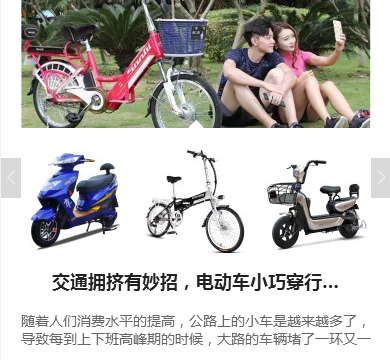 交通拥挤有妙招，电动车小巧穿行...
随着人们消费水平的提高，公路上的小车是越来越多了，
导致每到上下班高峰期的时候，大路的车辆堵了一环又一